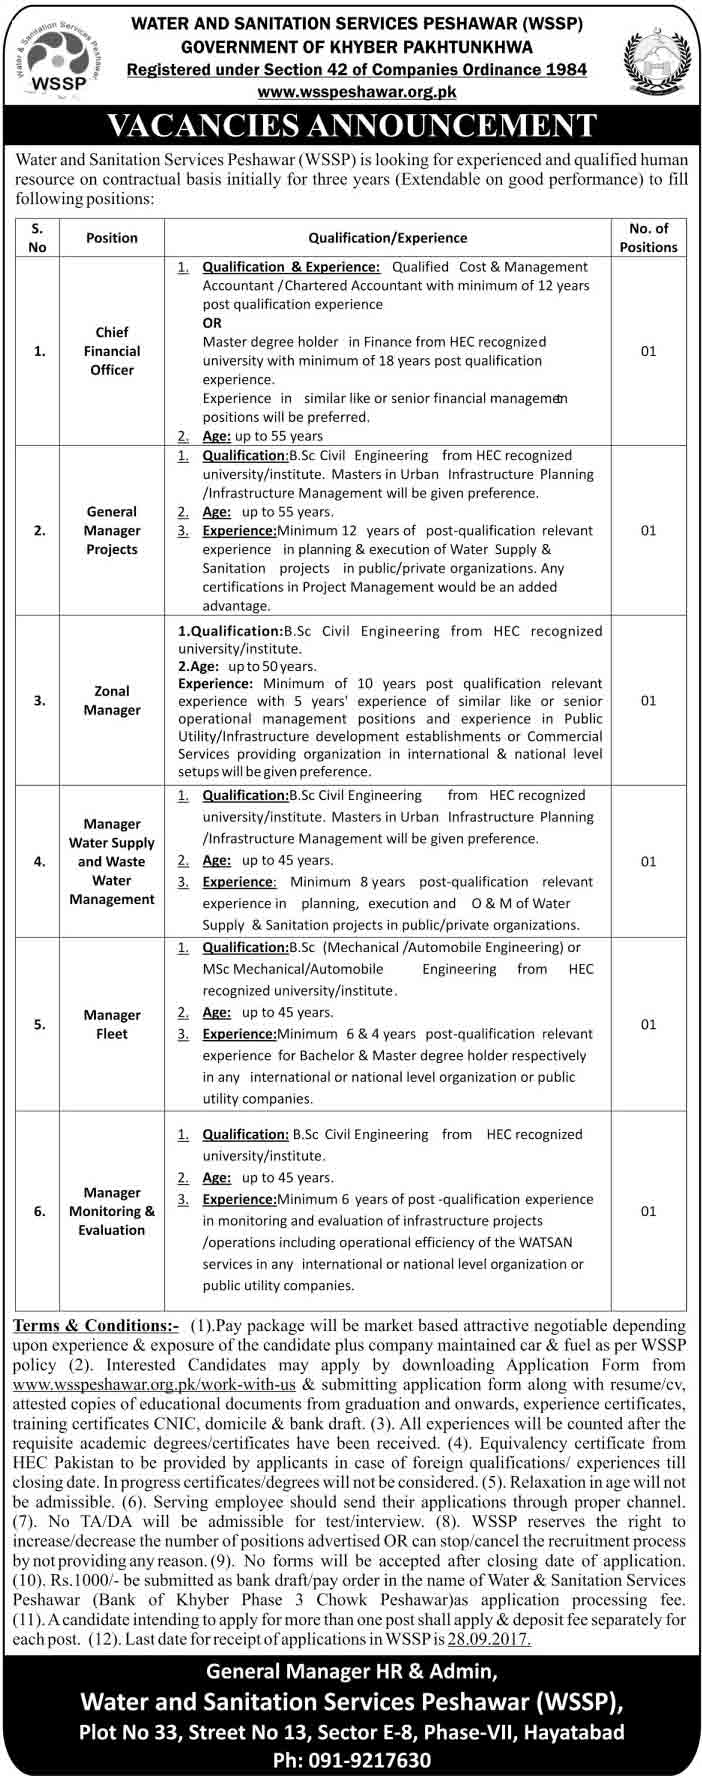 WATER AND SANITATION SERVICES PESHAWAR (WSSP)
GOVERNMENT OF KHYBER PAKHTUNKHWA
Registered under Section 42 of Companies Ordinance 1984
www.wsspeshawar.org.pk
Water & Sanitation Services Peshawar
WSSP
VACANCIES ANNOUNCEMENT
Water and Sanitation Services Peshawar (WSSP) is looking for experienced and qualified human
resource on contractual basis initially for three years (Extendable on good performance) to fill
following positions:
S. No
Position
Qualification/Experience
No. of Positions
1.
Chief
Financial
Officer
1. Qualification & Experience: Qualified Cost & Management
Accountant /Chartered Accountant with minimum of 12 years
post qualification experience
OR
Master degree holder in Finance from HEC recognized
university with minimum of 18 years post qualification
experience.
Experience in similar like or senior financial management
positions will be preferred.
2. Age: up to 55 years
01
2.
General
Manager
Projects
1. Qualification:B.Sc Civil Engineering from HEC recognized
university/institute. Masters in Urban Infrastructure Planning
/Infrastructure Management will be given preference.
2. Age: up to 55 years.
3. Experience:Minimum 12 years of post-qualification relevant
experience in planning & execution of Water Supply &
Sanitation projects in public/private organizations. Any
certifications in Project Management would be an added
advantage.
01
3.
Zonal
Manager
1.Qualification:B.Sc Civil Engineering from HEC recognized
university/institute.
2.Age: up to 50 years.
Experience: Minimum of 10 years post qualification relevant
experience with 5 years' experience of similar like or senior
operational management positions and experience in Public
Utility/Infrastructure development establishments or Commercial
Services providing organization in international & national level
setups will be given preference.
01
4.
Manager
Water Supply
and Waste
Water
Management
1. Qualification:B.Sc Civil Engineering from HEC recognized
university/institute. Masters in Urban Infrastructure Planning
/Infrastructure Management will be given preference.
2. Age: up to 45 years.
3. Experience: Minimum 8 years post-qualification relevant
experience in planning, execution and O & M of Water
Supply & Sanitation projects in public/private organizations.
01
5.
Manager
Fleet
1. Qualification:B.Sc (Mechanical /Automobile Engineering) or
MSc Mechanical/Automobile Engineering from HEC
recognized university/institute.
2. Age: up to 45 years.
3. Experience:Minimum 6 & 4 years post-qualification relevant
experience for Bachelor & Master degree holder respectively
in any international or national level organization or public
utility companies.
01
6.
Manager
Monitoring &
Evaluation
1. Qualification: B.Sc Civil Engineering from HEC recognized
university/institute.
2. Age: up to 45 years.
3. Experience:Minimum 6 years of post -qualification experience
in monitoring and evaluation of infrastructure projects
/operations including operational efficiency of the WATSAN
services in any international or national level organization or
public utility companies.
01
Terms & Conditions:- (1).Pay package will be market based attractive negotiable depending
upon experience & exposure of the candidate plus company maintained car & fuel as per WSSP
policy (2). Interested Candidates may apply by downloading Application Form from
www.wsspeshawar.org.pk/work-with-us & submitting application form along with resume/cv,
attested copies of educational documents from graduation and onwards, experience certificates,
training certificates CNIC, domicile & bank draft. (3). All experiences will be counted after the
requisite academic degrees/certificates have been received. (4). Equivalency certificate from
HEC Pakistan to be provided by applicants in case of foreign qualifications/ experiences till
closing date. In progress certificates/degrees will not be considered. (5). Relaxation in age will not
be admissible. (6). Serving employee should send their applications through proper channel.
(7). No TA/DA will be admissible for test/interview. (8). WSSP reserves the right to
increase/decrease the number of positions advertised OR can stop/cancel the recruitment process
by not providing any reason. (9). No forms will be accepted after closing date of application.
(10). Rs.1000/- be submitted as bank draft/pay order in the name of Water & Sanitation Services
Peshawar (Bank of Khyber Phase 3 Chowk Peshawar)as application processing fee.
(11). A candidate intending to apply for more than one post shall apply & deposit fee separately for
each post. (12). Last date for receipt of applications in WSSP is 28.09.2017.
General Manager HR & Admin,
Water and Sanitation Services Peshawar (WSSP),
Plot No 33, Street No 13, Sector E-8, Phase-VII, Hayatabad
Ph: 091-9217630